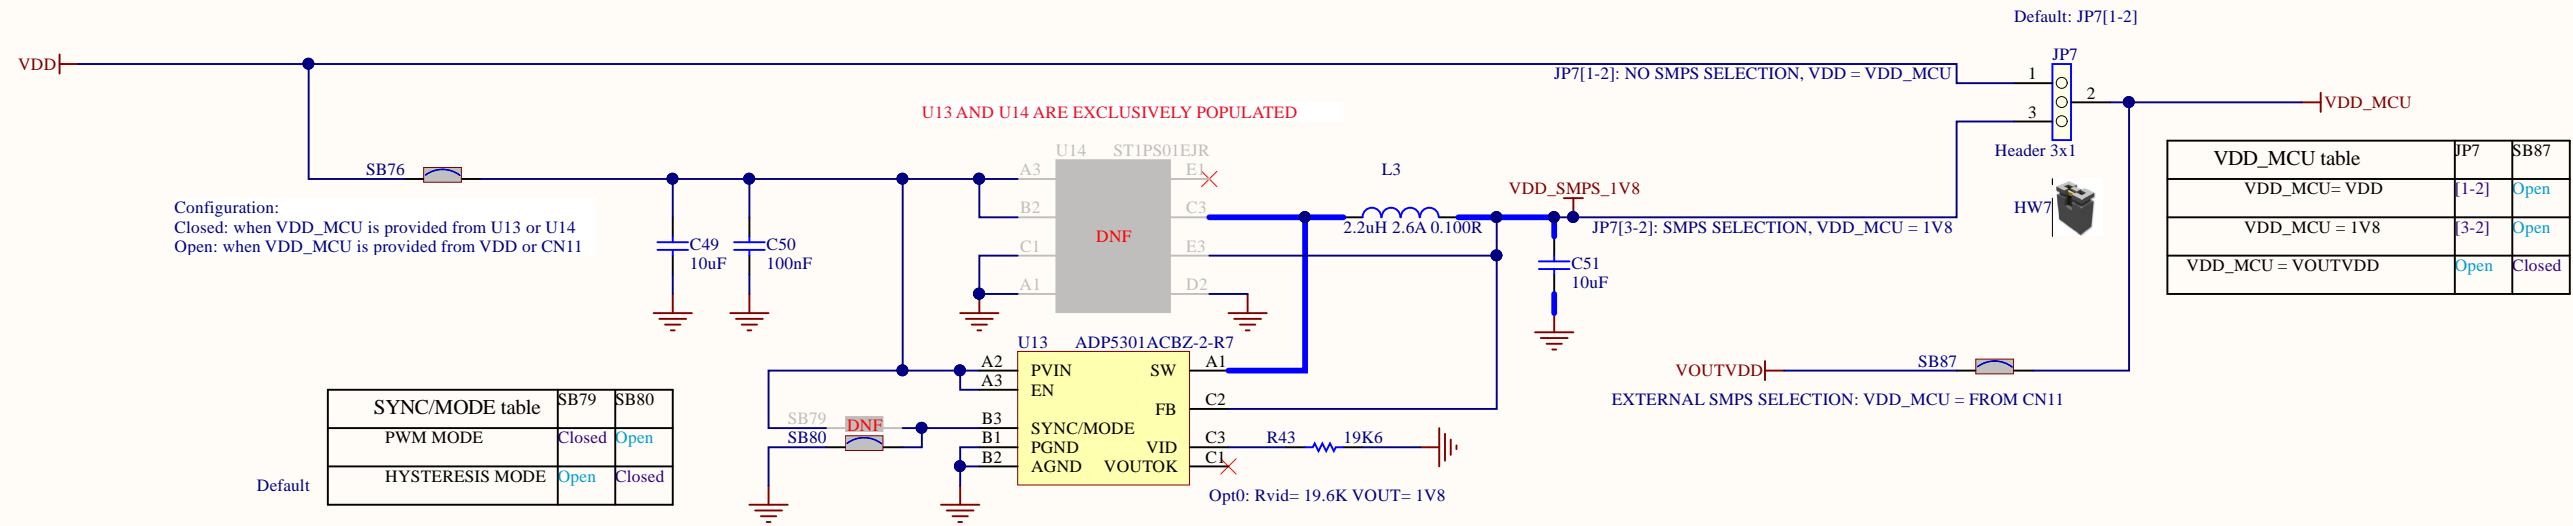 Default: JP7[1-2]
JP7
VDD
JP7[1-2]: NO SMPS SELECTION, VDD = VDD_MCU
1
2
3
VDD_MCU
Header 3x1
HW7
U13 AND U14 ARE EXCLUSIVELY POPULATED
U14 ST1PS01EJR
A3
B2
C1
A1
E1
C3
E3
D2
DNF
SB76
Configuration:
Closed: when VDD_MCU is provided from U13 or U14
Open: when VDD_MCU is provided from VDD or CN11
C49
10uF
C50
100nF
L3
2.2uH 2.6A 0.100R
VDD_SMPS_1V8
JP7[3-2]: SMPS SELECTION, VDD_MCU = 1V8
C51
10uF
VDD_MCU table JP7 SB87
VDD_MCU= VDD [1-2] Open
VDD_MCU = 1V8 [3-2] Open
VDD_MCU = VOUTVDD Open Closed
U13 ADP5301ACBZ-2-R7
A2 PVIN SW A1
A3 EN
FB C2
B3 SYNC/MODE
B1 PGND VID C3
B2 AGND VOUTOK C1
SB79 DNF
SB80
R43 19K6
Opt0: Rvid= 19.6K VOUT= 1V8
VOUTVDD
SB87
EXTERNAL SMPS SELECTION: VDD_MCU = FROM CN11
SYNC/MODE table SB79 SB80
PWM MODE Closed Open
HYSTERESIS MODE Open Closed
Default